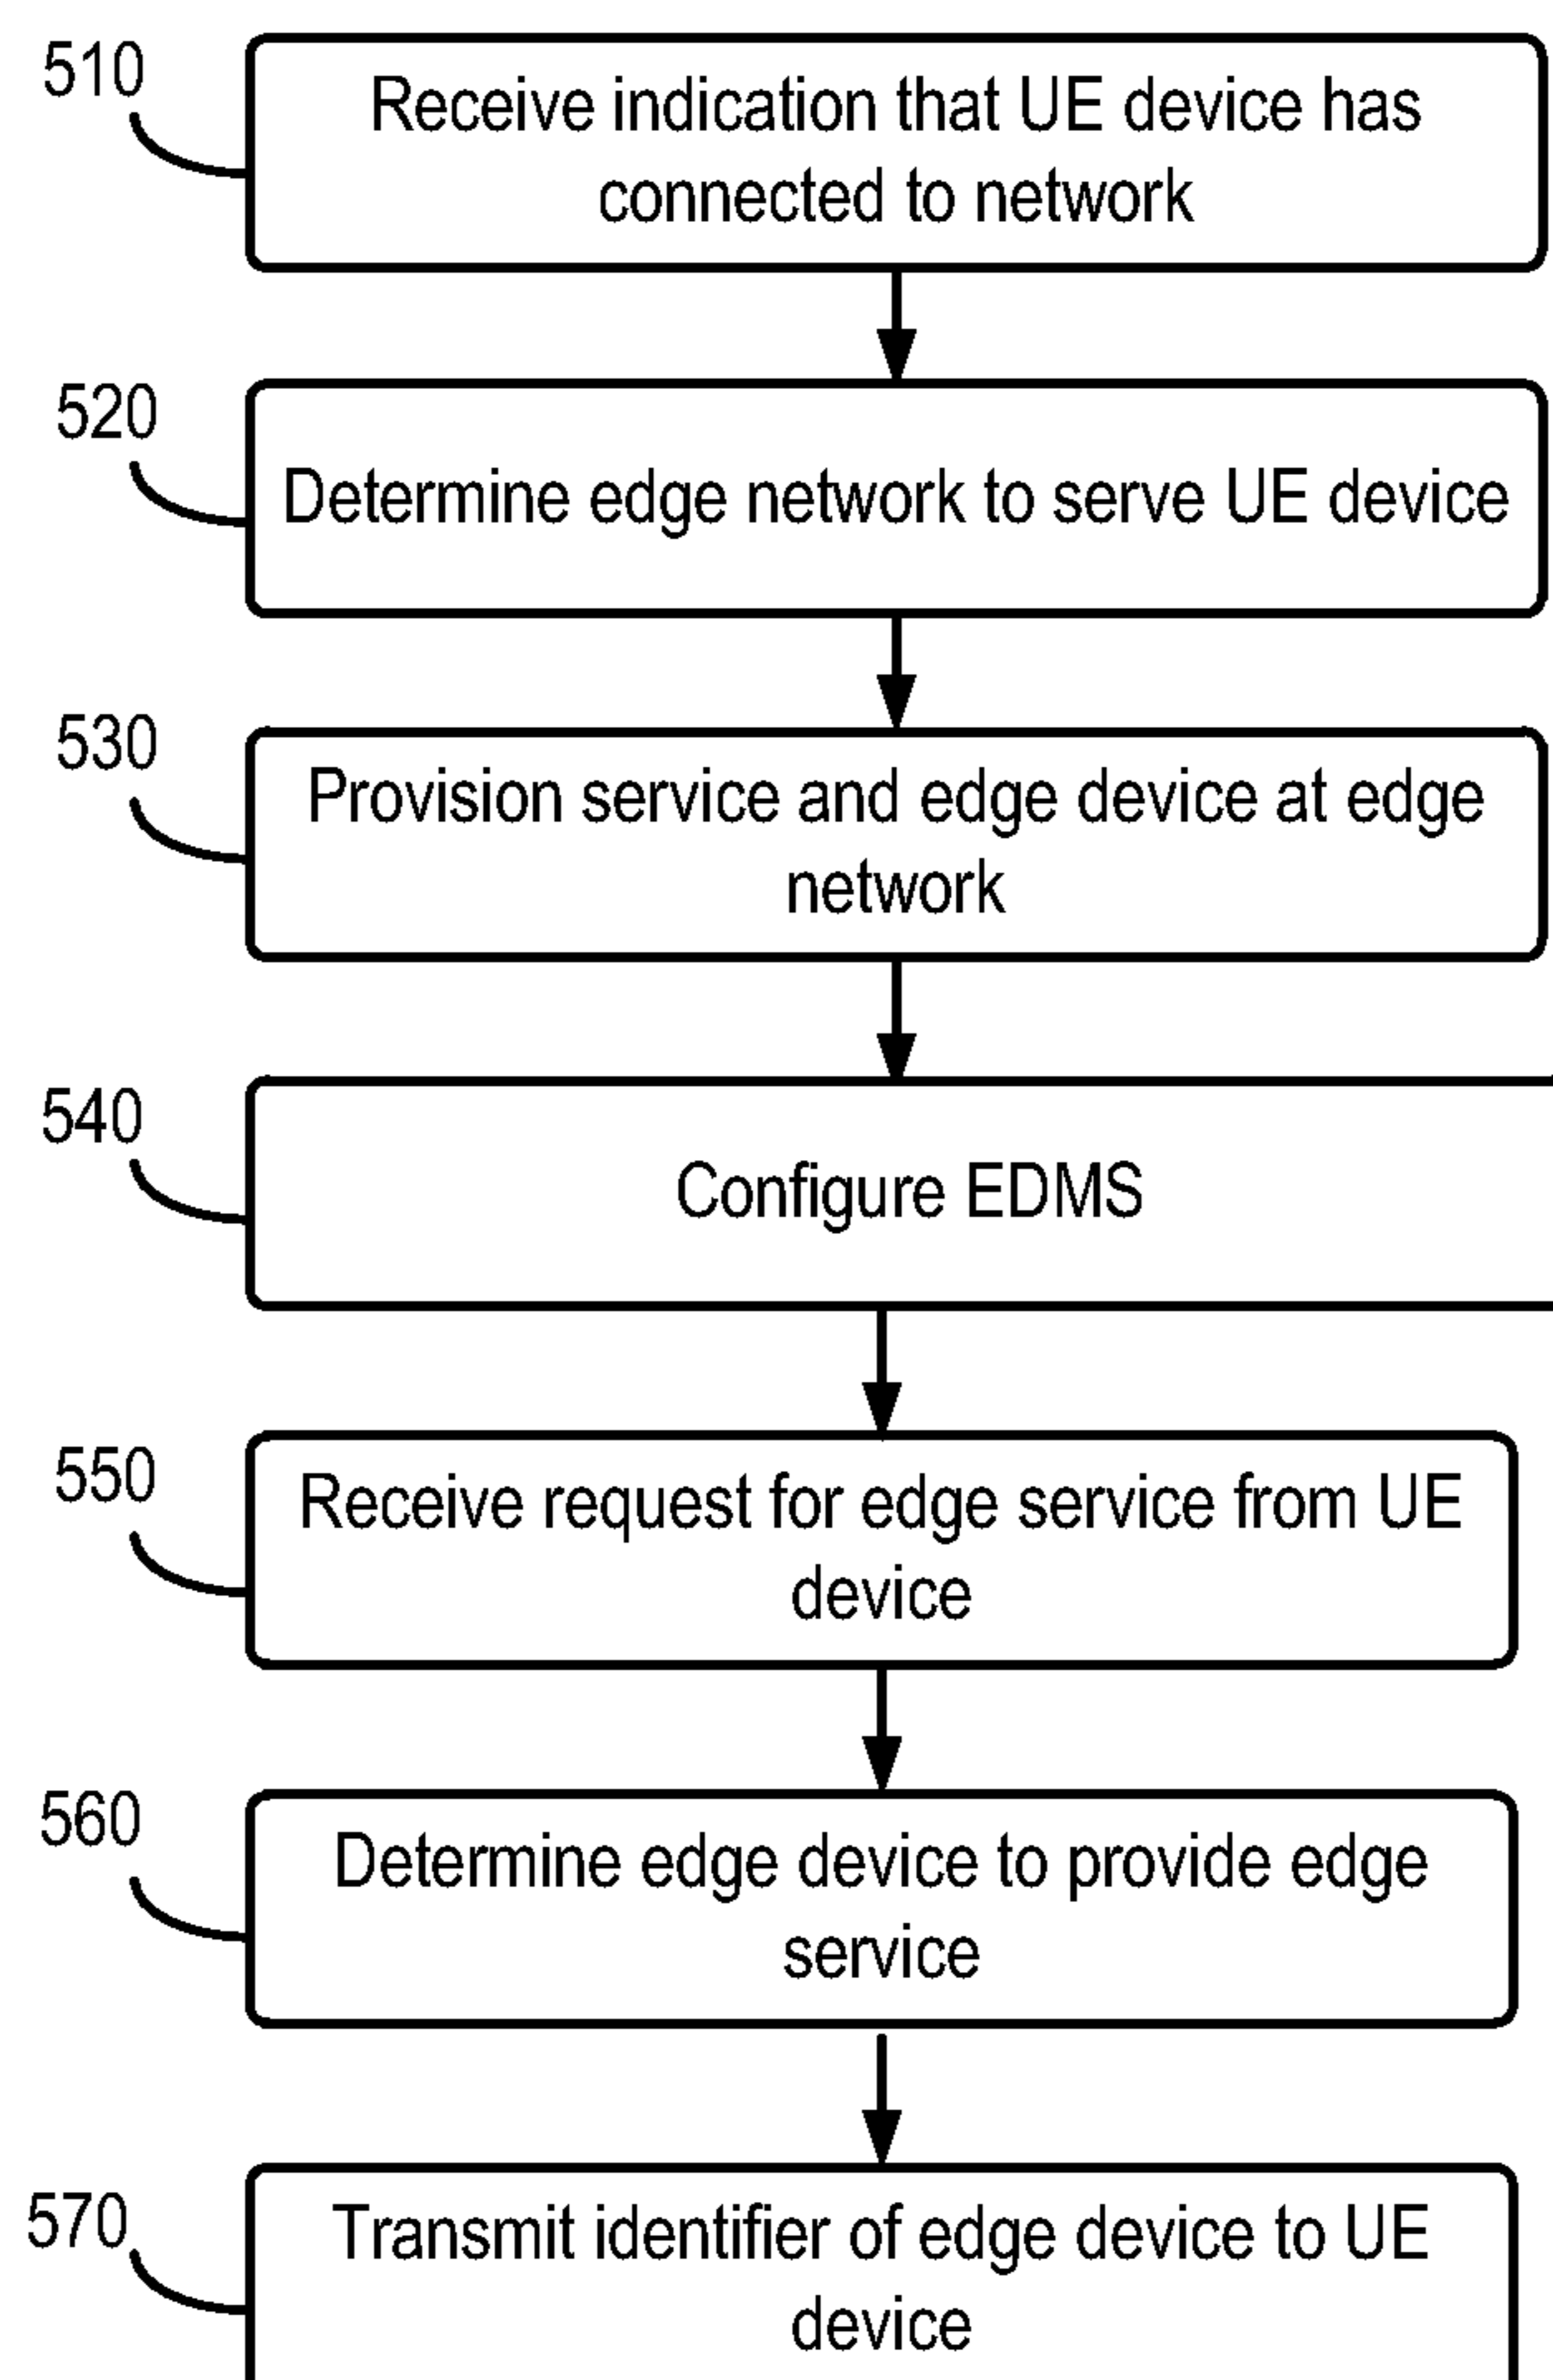 510
Receive indication that UE device has
connected to network
520
Determine edge network to serve UE device
530
Provision service and edge device at edge
network
540
Configure EDMS
550
Receive request for edge service from UE
device
560
Determine edge device to provide edge
service
570
Transmit identifier of edge device to UE
device